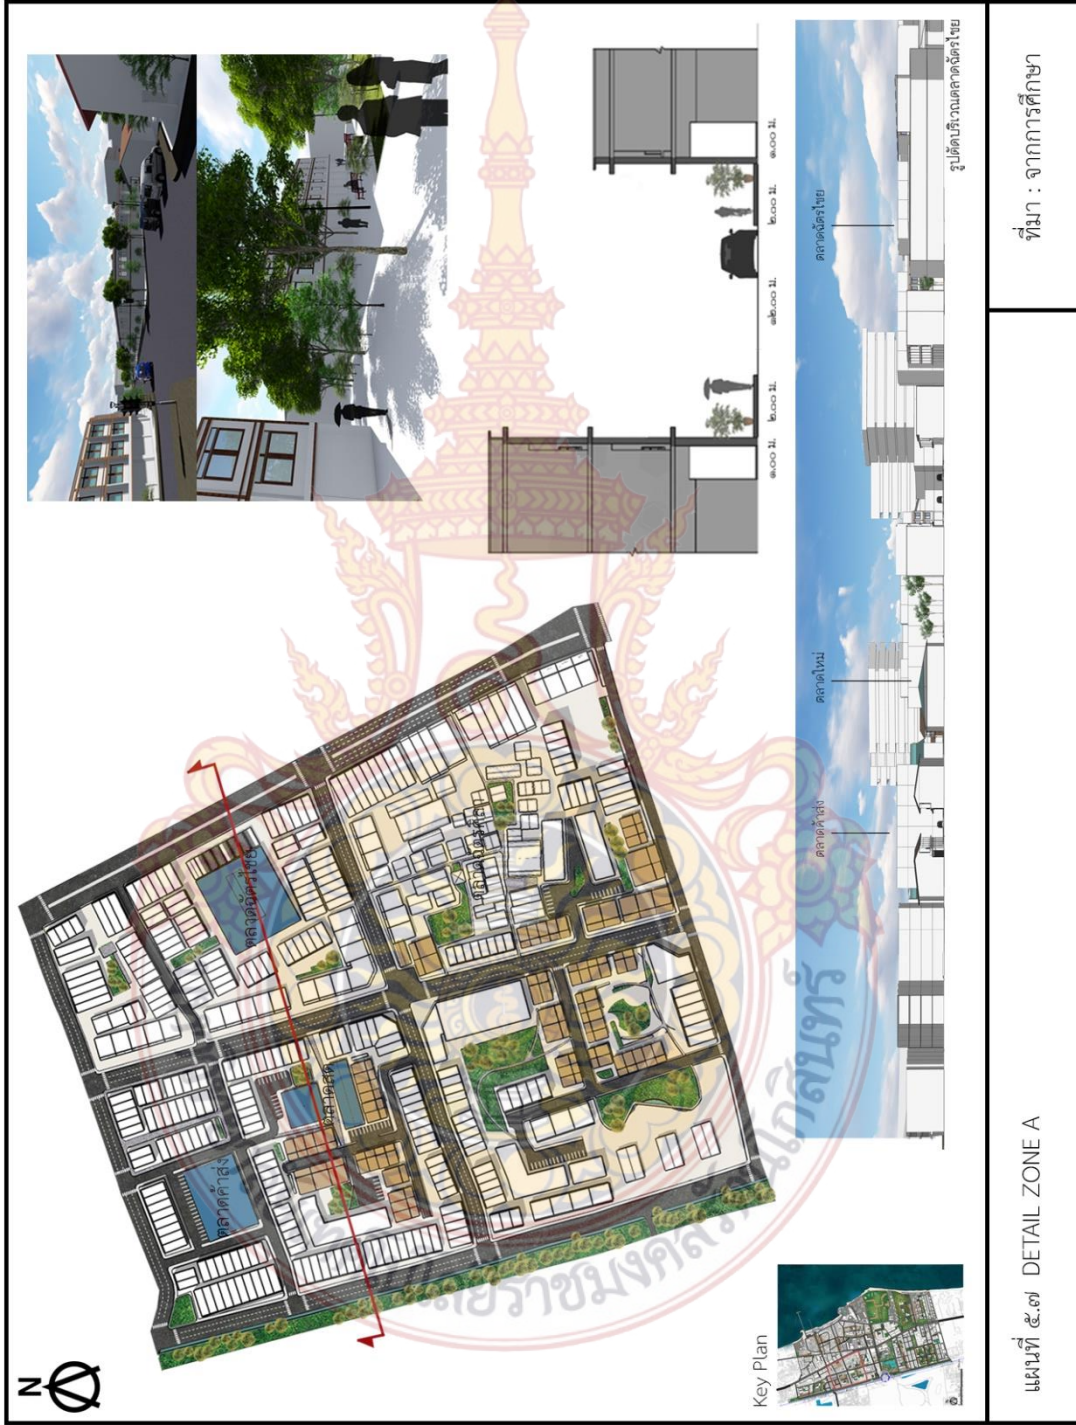 N
ตลาดค้าส่ง
ตลาดสด
ตลาดฉัตรไชย
๑.๐๐ ม. ๒.๐๐ ม. ๑๒.๐๐ ม. ๒.๐๐ ม. ๑.๐๐ ม.
ตลาดค้าส่ง
ตลาดใหม่
ตลาดฉัตรไชย
รูปตัดบริเวณตลาดฉัตรไชย
Key Plan
แผนที่ ๕.๗ DETAIL ZONE A
ที่มา : จากการศึกษา